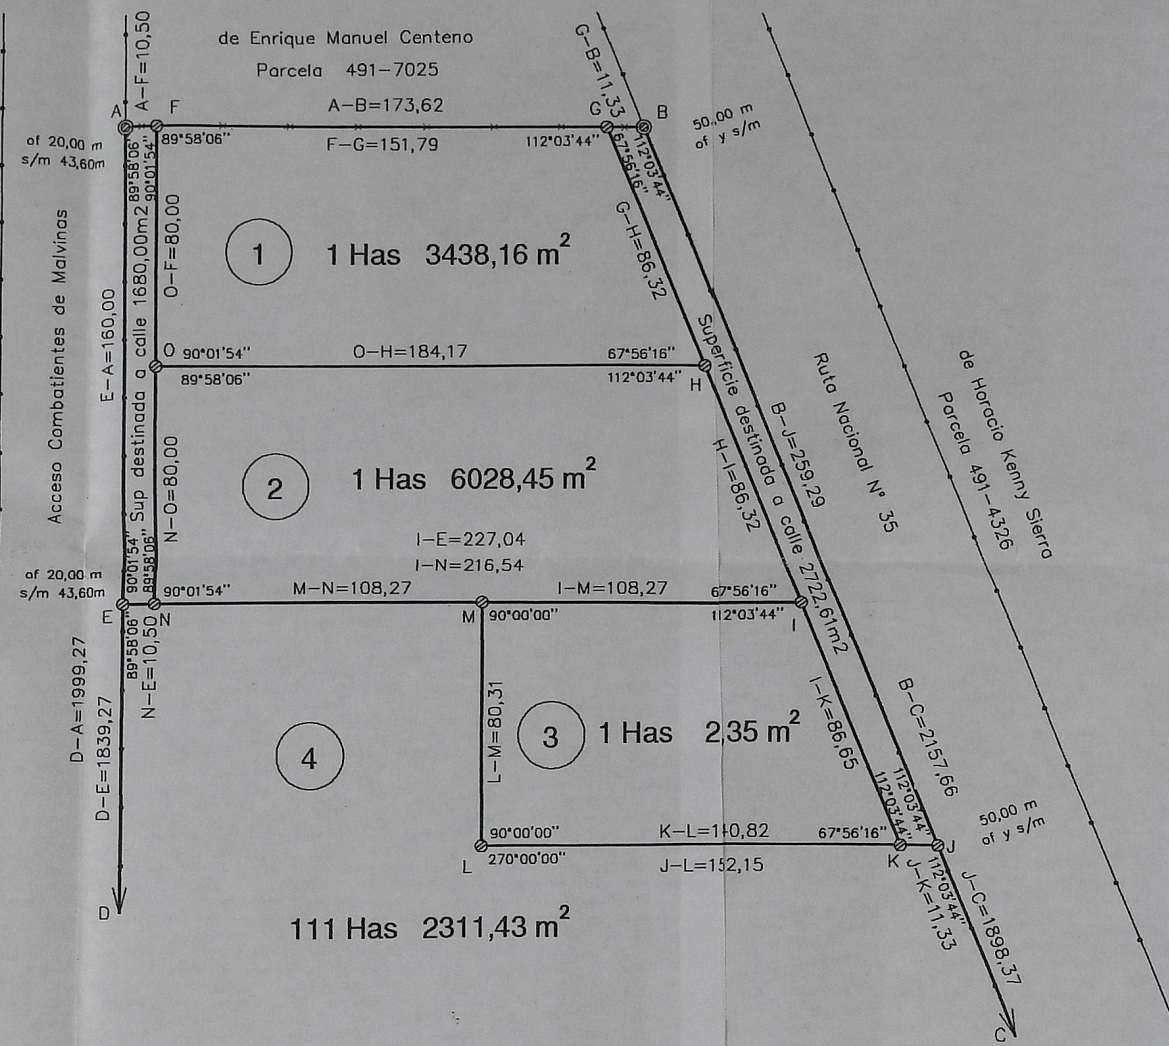 de Enrique Manuel Centeno
Parcela 491-7025
A-B=173,62
A-F=10,50
G-B=11,33
A
F
G
B
50,00 m
of y s/m
of 20,00 m
s/m 43,60m
89°58'06"
F-G=151,79
112°03'44"
89°58'06"
90°01'54"
67°56'16"
112°03'44"
Acceso Combatientes de Malvinas
E-A=160,00
Sup destinada a calle 1680,00m2
O-F=80,00
1
1 Has 3438,16 m2
G-H=86,32
O
90°01'54"
O-H=184,17
67°56'16"
89°58'06"
112°03'44"
H
Superficie destinada a calle 2722,61m2
B-J=259,29
Ruta Nacional N° 35
de Horacio Kenny Sierra
Parcela 491-4326
N-O=80,00
2
1 Has 6028,45 m2
H-I=86,32
I-E=227,04
I-N=216,54
of 20,00 m
s/m 43,60m
90°01'54"
89°58'06"
90°01'54"
M-N=108,27
I-M=108,27
67°56'16"
E
N
M
90°00'00"
112°03'44"
I
89°58'06"
N-E=10,50
D-A=1999,27
D-E=1839,27
L-M=80,31
3
1 Has 2,35 m2
I-K=86,65
B-C=2157,66
4
112°03'44"
112°03'44"
50,00 m
of y s/m
90°00'00"
K-L=140,82
67°56'16"
L
270°00'00"
J-L=152,15
K
J
J-K=11,33
112°03'44"
J-C=1898,37
D
111 Has 2311,43 m2
C